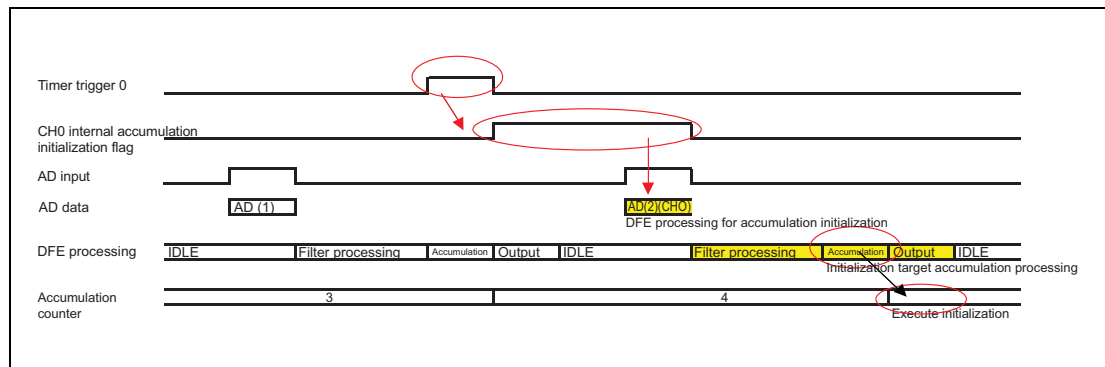 Timer trigger 0
CH0 internal accumulation
initialization flag
AD input
AD data
AD (1)
AD(2)(CHO)
DFE processing for accumulation initialization
DFE processing
IDLE
Filter processing
Accumulation
Output
IDLE
Filter processing
Accumulation
Output
IDLE
Initialization target accumulation processing
Accumulation
counter
3
4
Execute initialization